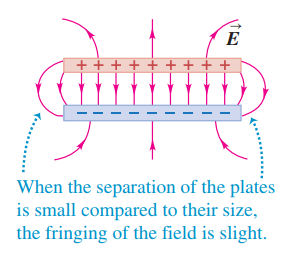 E
+ + + + + + + + + +
− − − − − − − − − −
When the separation of the plates
is small compared to their size,
the fringing of the field is slight.